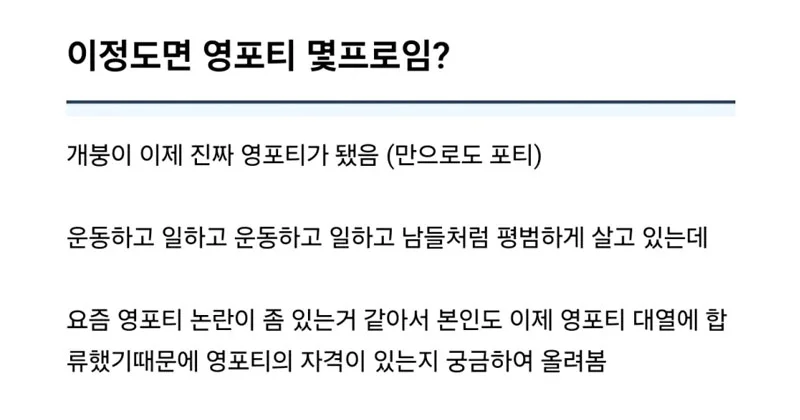 이정도면 영포티 몇프로임?
개붕이 이제 진짜 영포티가 됐음 (만으로도 포티)
운동하고 일하고 운동하고 일하고 남들처럼 평범하게 살고 있는데
요즘 영포티 논란이 좀 있는거 같아서 본인도 이제 영포티 대열에 합
류했기때문에 영포티의 자격이 있는지 궁금하여 올려봄